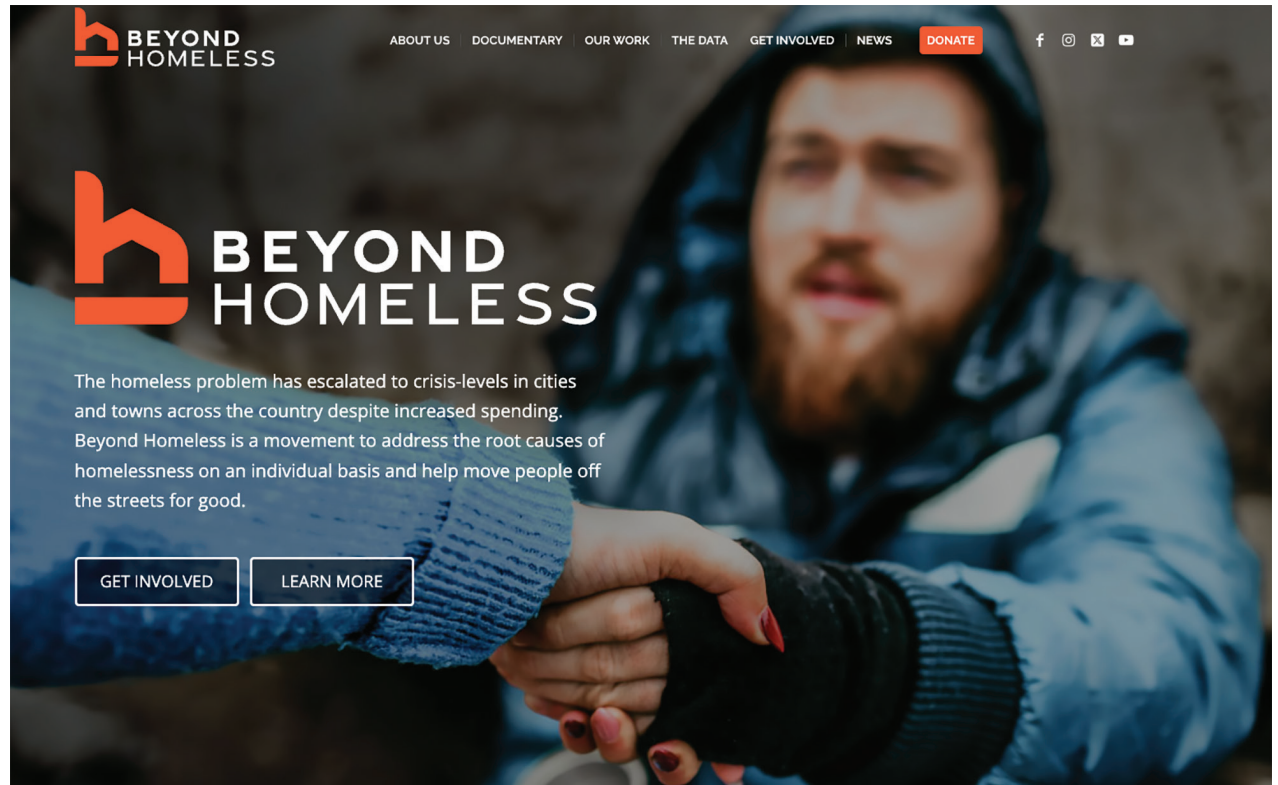 BEYOND
HOMELESS
ABOUT US
DOCUMENTARY
OUR WORK
THE DATA
GET INVOLVED
NEWS
DONATE
BEYOND
HOMELESS
The homeless problem has escalated to crisis-levels in cities
and towns across the country despite increased spending.
Beyond Homeless is a movement to address the root causes of
homelessness on an individual basis and help move people off
the streets for good.
GET INVOLVED
LEARN MORE